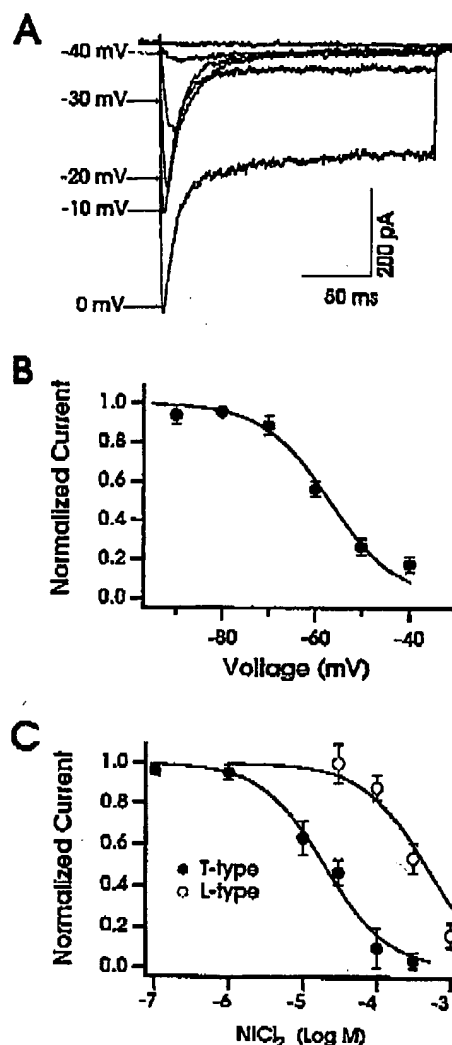 A
-40 mV
-30 mV
-20 mV
-10 mV
0 mV
200 pA
50 ms
B
Normalized Current
1.0
0.8
0.6
0.4
0.2
0.0
-80
-60
-40
Voltage (mV)
C
Normalized Current
1.0
0.8
0.6
0.4
0.2
0.0
T-type
L-type
-7
-6
-5
-4
-3
NiCl2 (Log M)